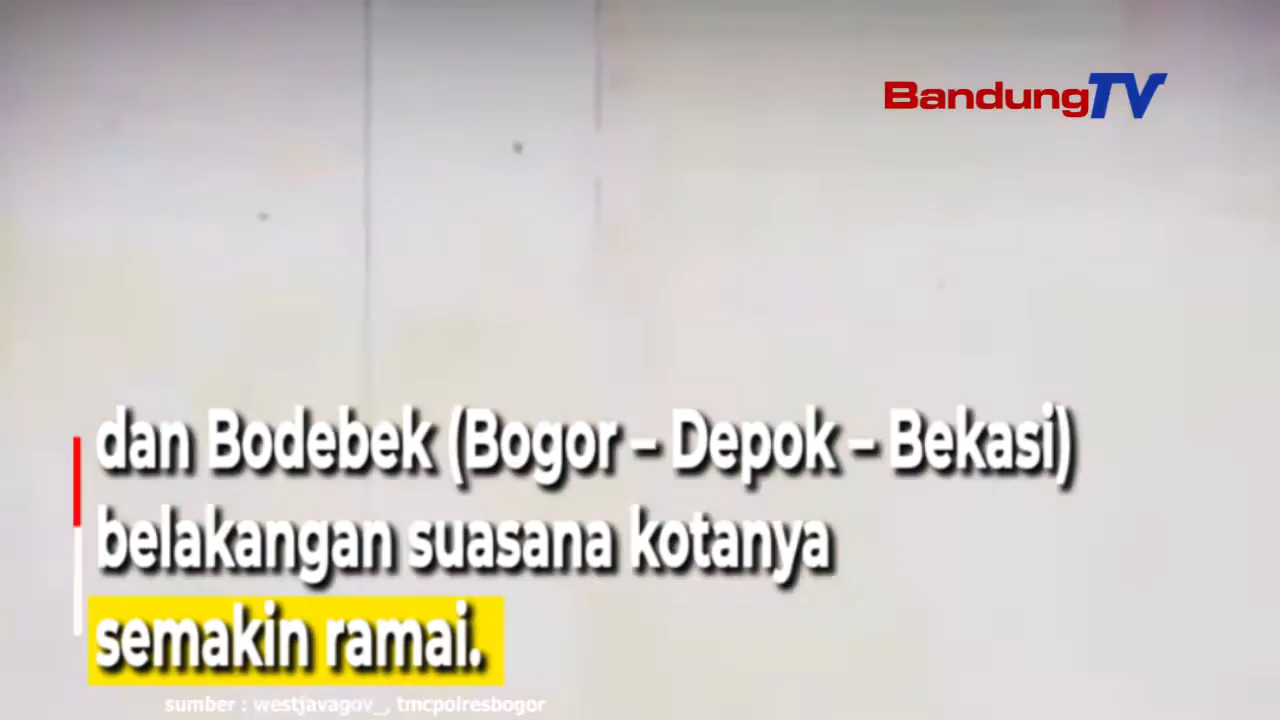 BandungTV
dan Bodebek (Bogor – Depok – Bekasi)
belakangan suasana kotanya
semakin ramai.
sumber : westjavagov_, tmcpolresbogor